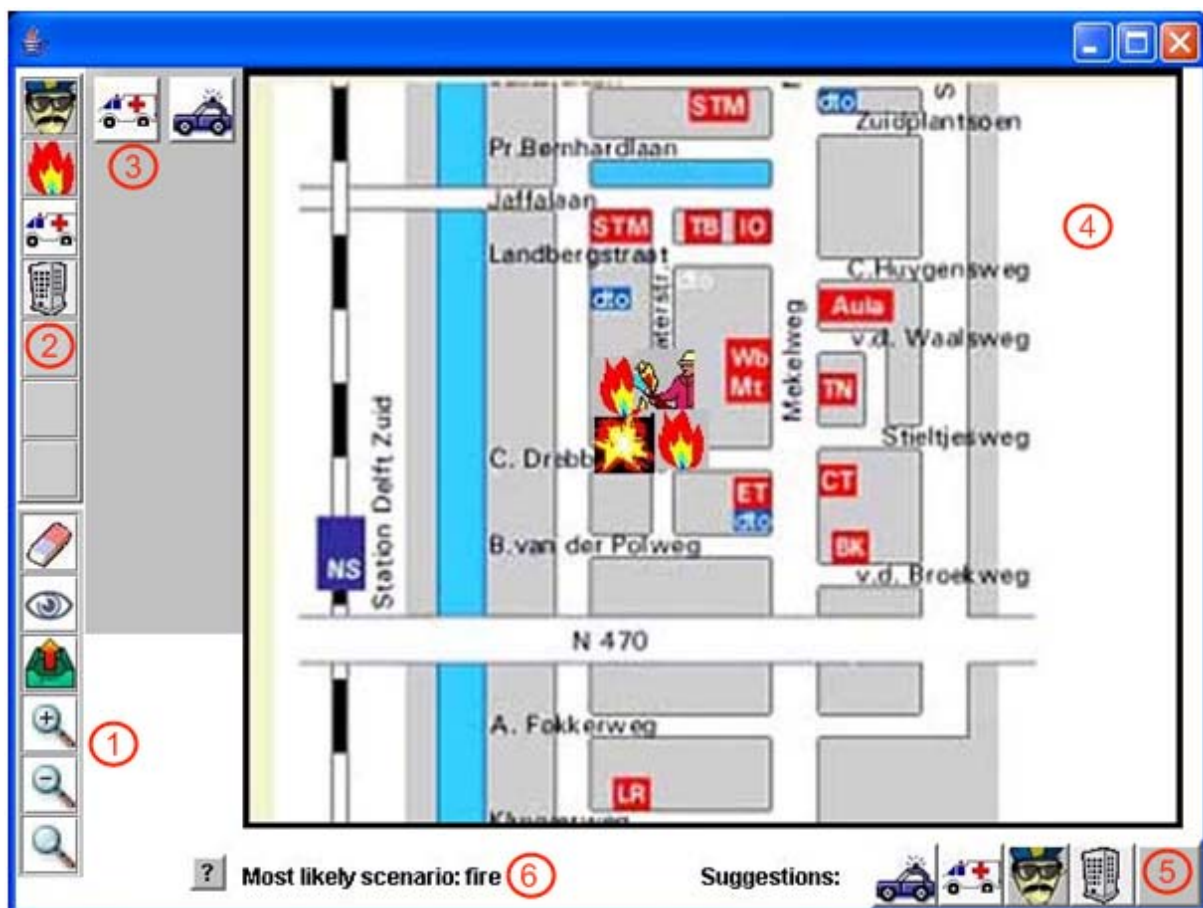 STM
dto
S
Zuidplantsoen
3
Pr.Bernhardlaan
Jaffalaan
STM
TB
IO
4
Landbergstraat
C.Huygensweg
dto
dto
aterstr.
Aula
v.d. Waalsweg
2
Wb
Mt
Mekelweg
TN
Stieltjesweg
C. Drebb
Station Delft Zuid
ET
dto
CT
B.van der Polweg
BK
NS
v.d. Broekweg
N 470
A. Fokkerweg
1
LR
? Most likely scenario: fire 6
Suggestions: 5